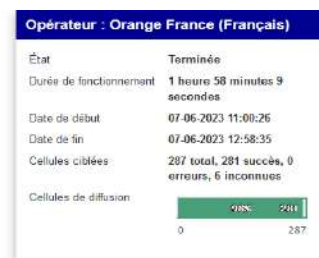 Opérateur : Orange France (Français)
État Terminée
Durée de fonctionnement 1 heure 58 minutes 9
secondes
Date de début 07-06-2023 11:00:26
Date de fin 07-06-2023 12:58:35
Cellules ciblées 287 total, 281 succès, 0
erreurs, 6 inconnues
Cellules de diffusion 98% 281
0 287